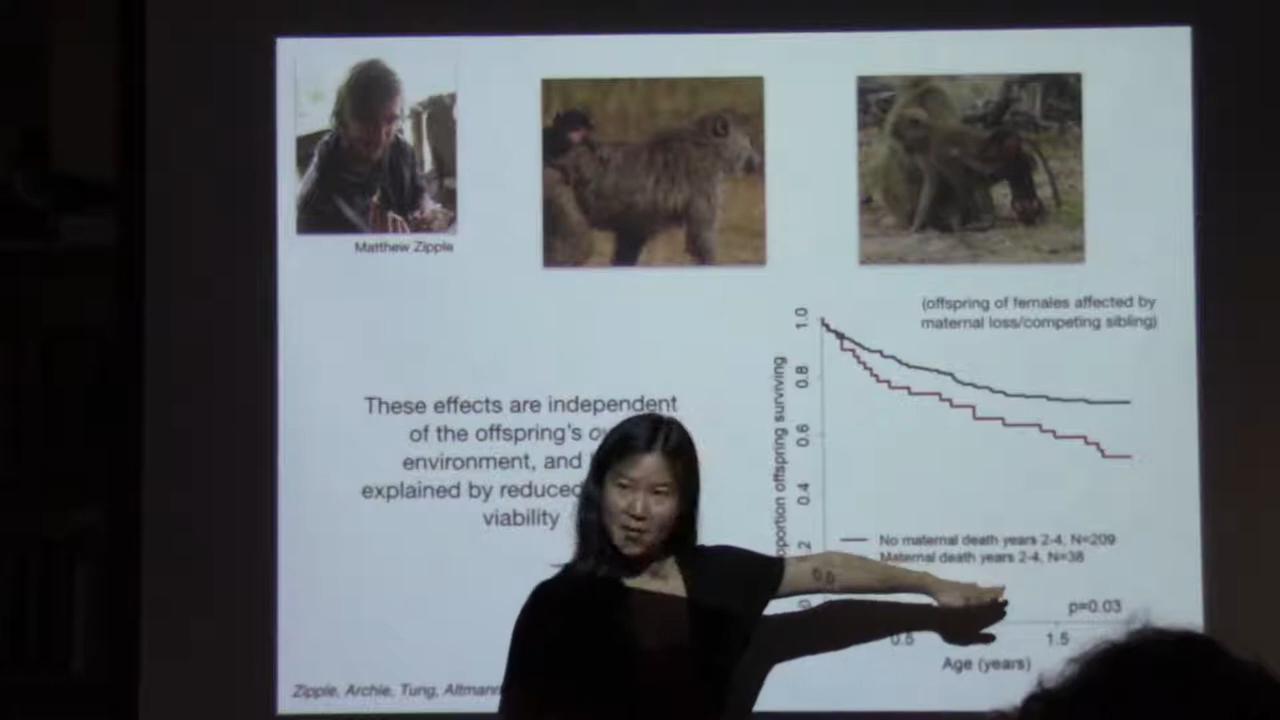 Matthew Zipple
(offspring of females affected by
maternal loss/competing sibling)
These effects are independent
of the offspring's
environment, and
explained by reduced
viability
offspring surviving
1.0
0.8
0.6
0.4
No maternal death years 2-4, N=209
Maternal death years 2-4, N=38
0.0
p=0.03
0.5
1.5
Age (years)
Zipple, Archie, Tung, Altmann